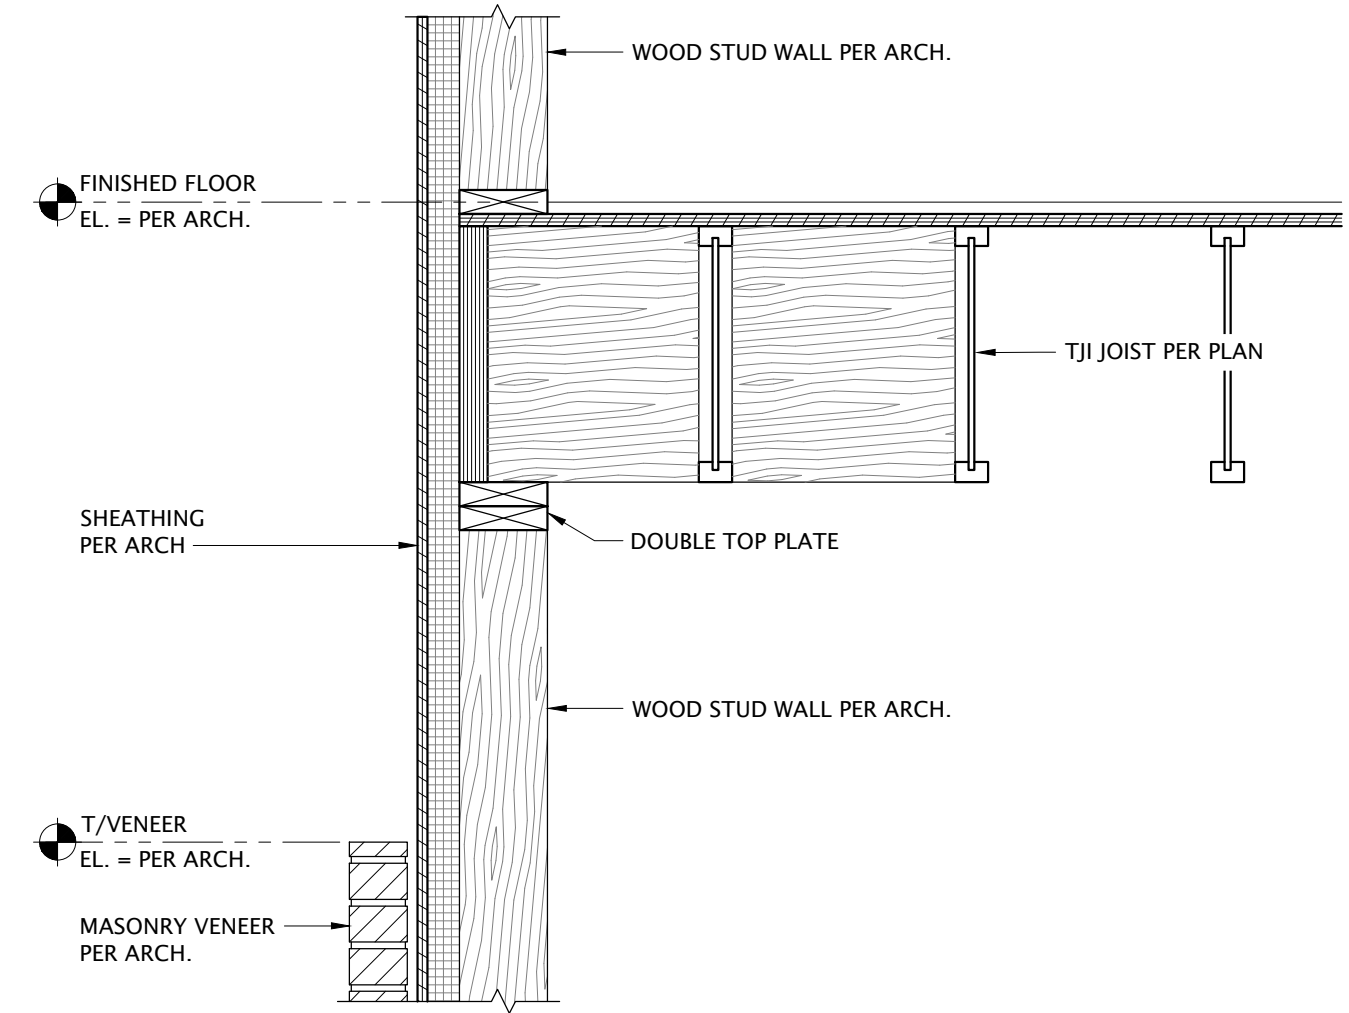 WOOD STUD WALL PER ARCH.
FINISHED FLOOR
EL. = PER ARCH.
TJI JOIST PER PLAN
SHEATHING
PER ARCH
DOUBLE TOP PLATE
WOOD STUD WALL PER ARCH.
T/VENEER
EL. = PER ARCH.
MASONRY VENEER
PER ARCH.